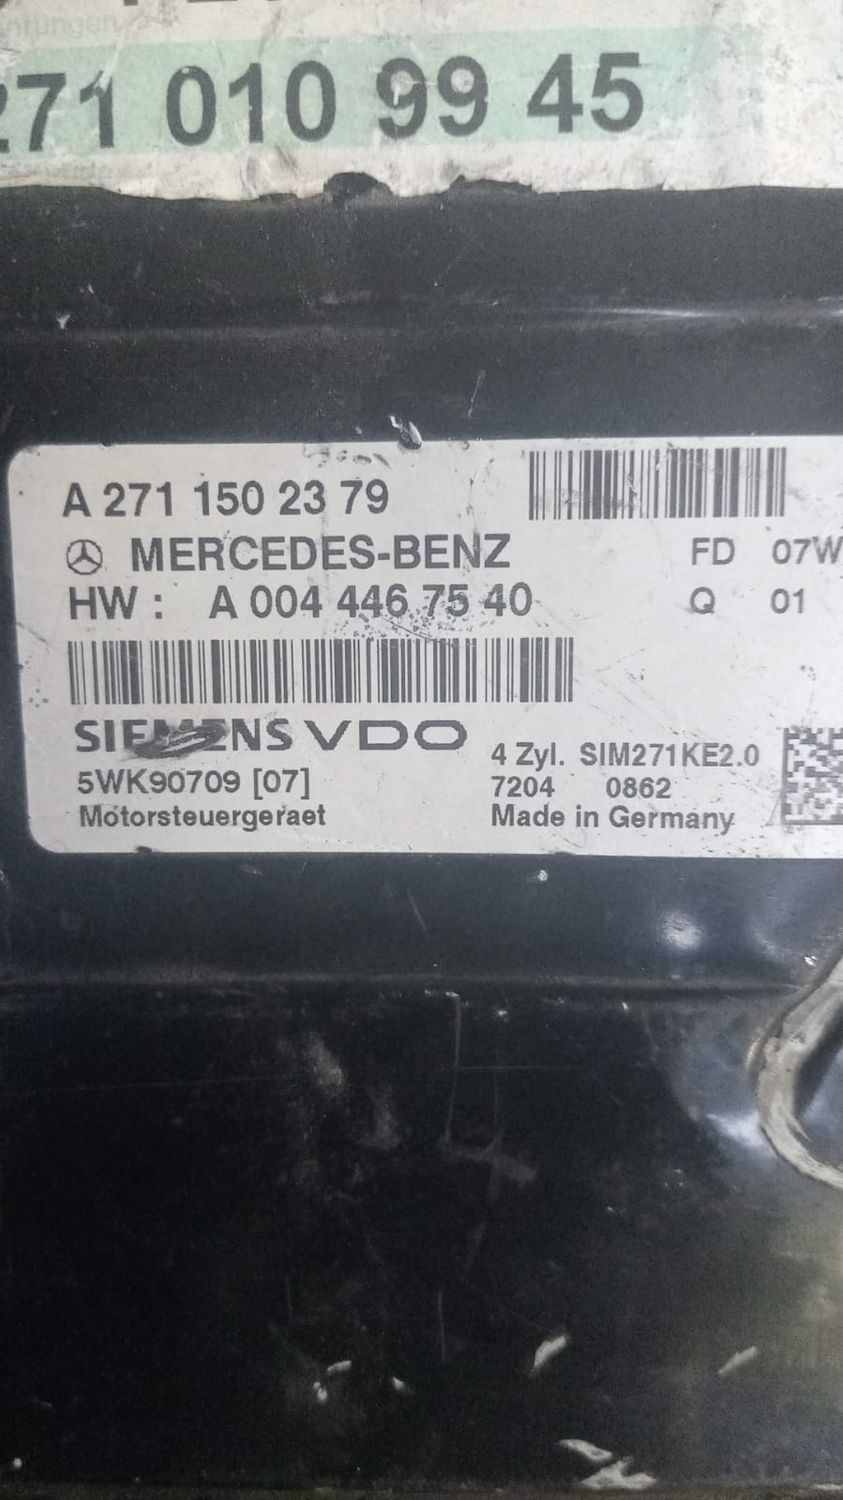 271 010 99 45
A 271 150 23 79
MERCEDES-BENZ FD 07W
HW : A 004 446 75 40 Q 01
SIEMENS VDO
4 Zyl. SIM271KE2.0
5WK90709 [07] 7204 0862
Motorsteuergeraet Made in Germany